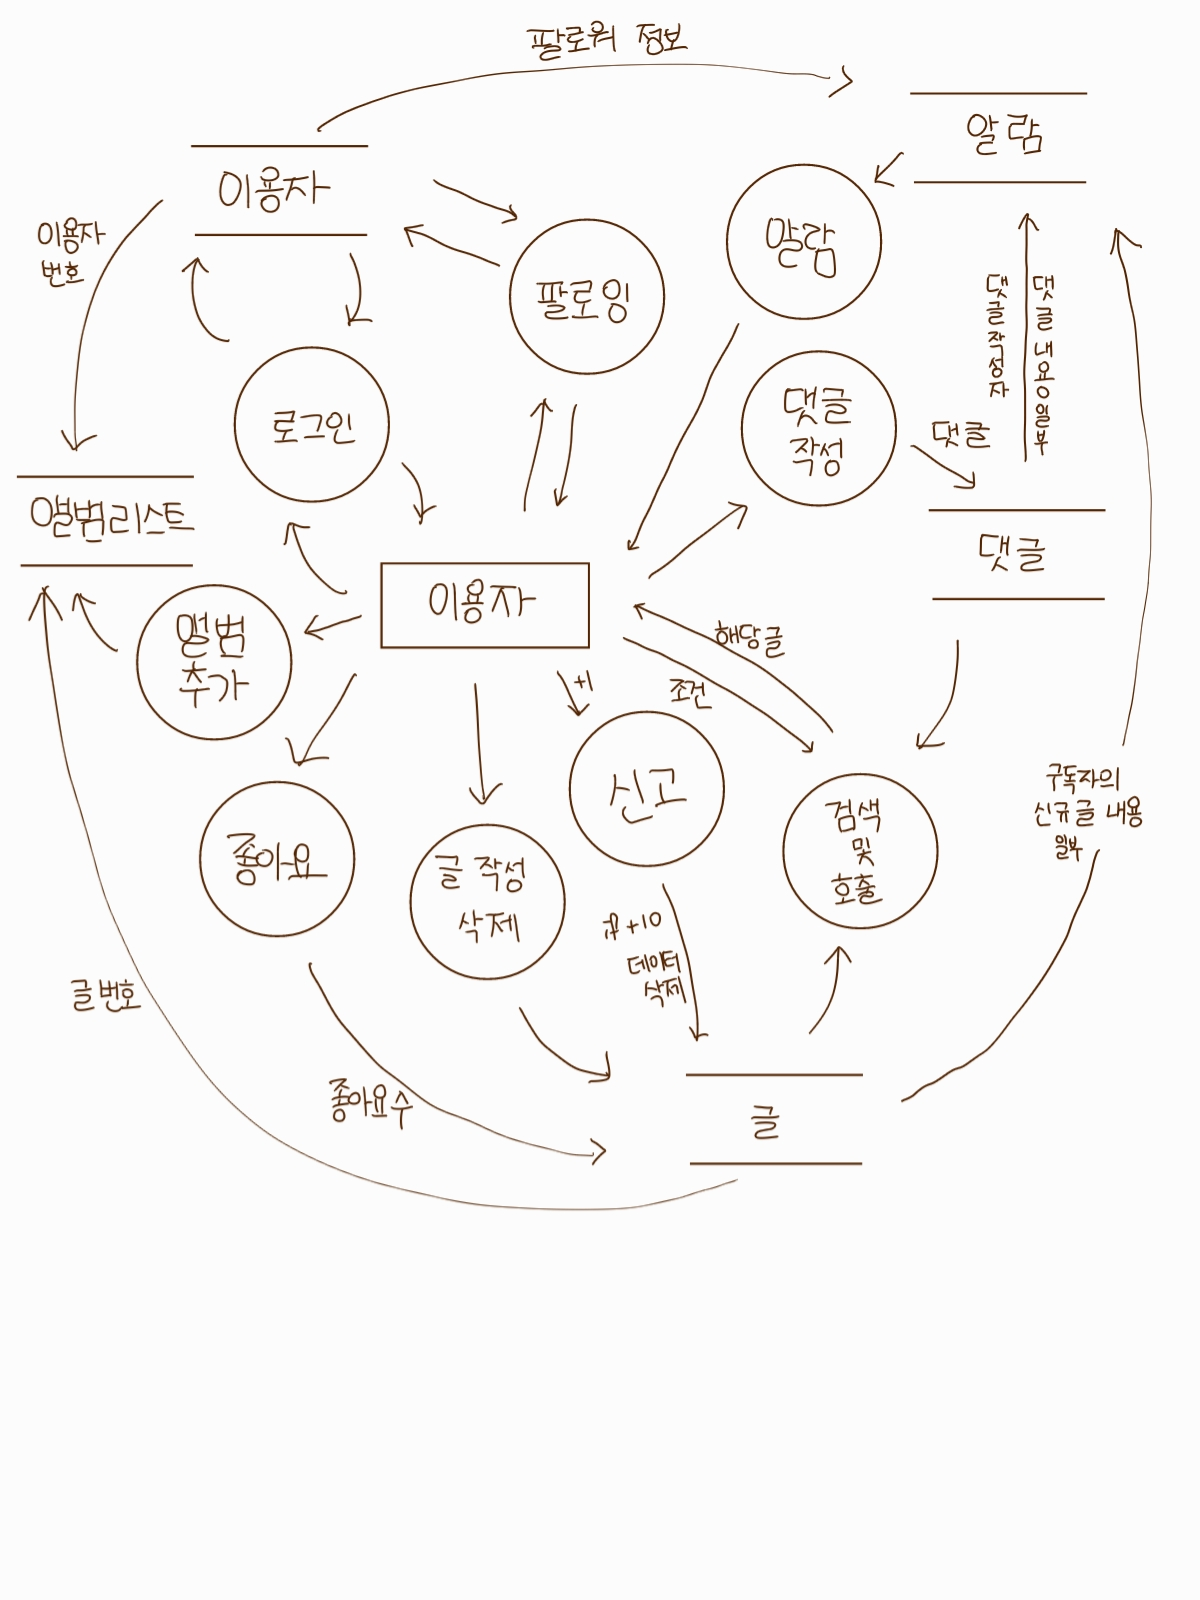 팔로워 정보
알람
이용자
이용자
번호
알람
팔로잉
댓글작성자
댓글 내용일부
로그인
댓글
작성
댓글
앨범리스트
댓글
이용자
앨범
추가
해당글
조건
+1
신고
구독자의
신규글 내용
일부
검색
및
호출
좋아요
글 작성
삭제
+10
데이터
삭제
글번호
좋아요수
글